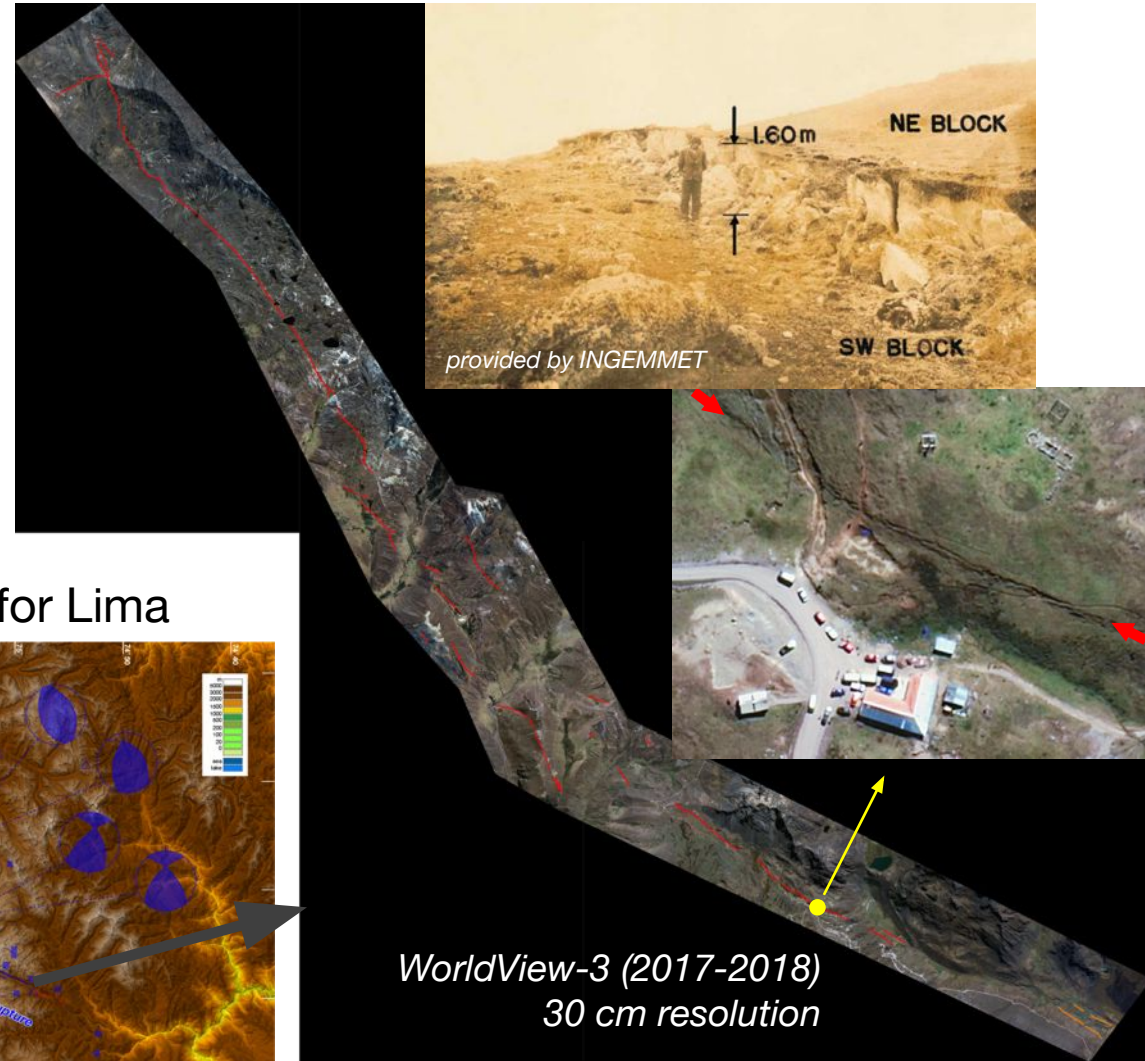 1.60m
NE BLOCK
SW BLOCK
provided by INGEMMET
for Lima
WorldView-3 (2017-2018)
30 cm resolution